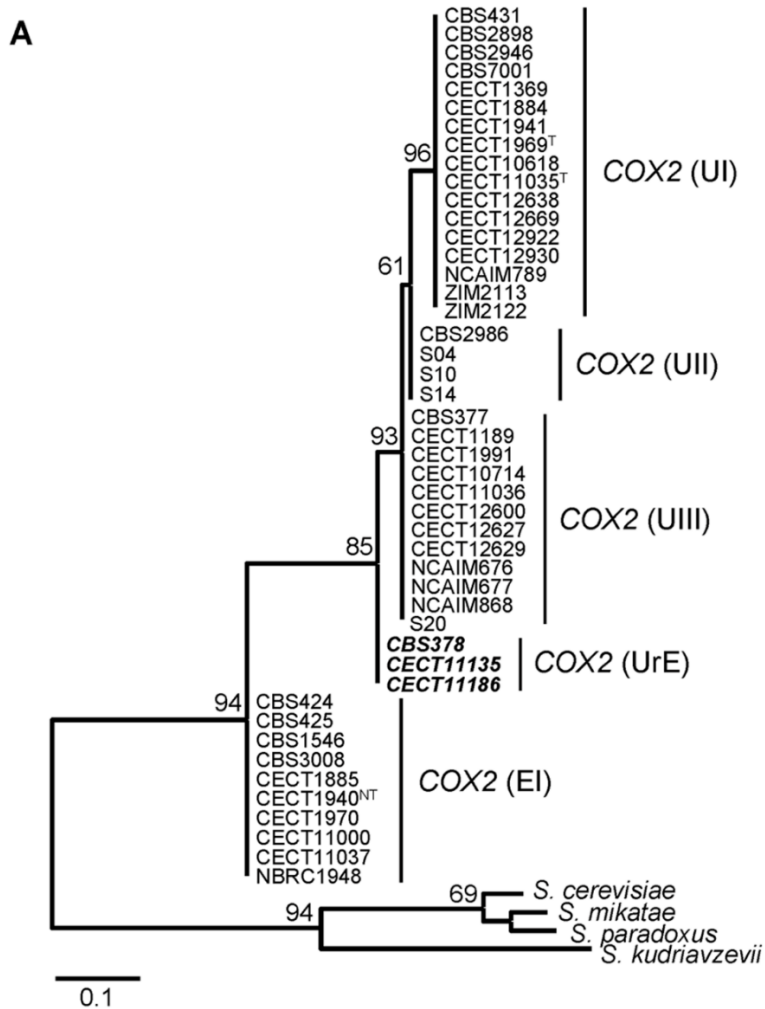 A
CBS431
CBS2898
CBS2946
CBS7001
CECT1369
CECT1884
CECT1941
CECT1969T
CECT10618
CECT11035T
CECT12638
CECT12669
CECT12922
CECT12930
NCAIM789
ZIM2113
ZIM2122
COX2 (UI)
96
61
CBS2986
S04
S10
S14
COX2 (UII)
93
CBS377
CECT1189
CECT1991
CECT10714
CECT11036
CECT12600
CECT12627
CECT12629
NCAIM676
NCAIM677
NCAIM868
S20
COX2 (UIII)
85
CBS378
CECT11135
CECT11186
COX2 (UrE)
94
CBS424
CBS425
CBS1546
CBS3008
CECT1885
CECT1940NT
CECT1970
CECT11000
CECT11037
NBRC1948
COX2 (EI)
94
69
S. cerevisiae
S. mikatae
S. paradoxus
S. kudriavzevii
0.1